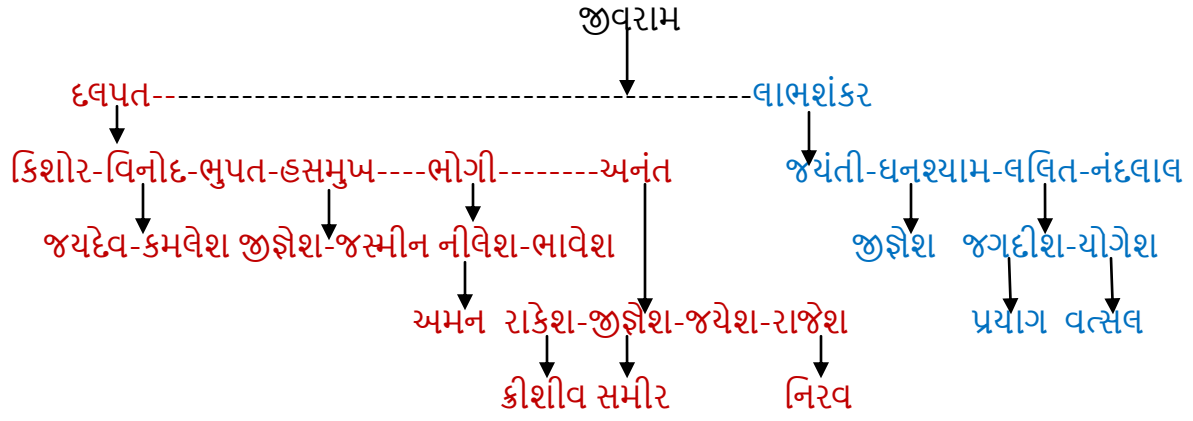 જીવરામ
દલપત-----------------------------------------------લાભશંકર
કિશોર-વિનોદ-ભુપત-હસમુખ----ભોગી--------અનંત જયંતી-ઘનશ્યામ-લલિત-નંદલાલ
જયદેવ-કમલેશ જીજ્ઞેશ-જસ્મીન નીલેશ-ભાવેશ જીજ્ઞેશ જગદીશ-યોગેશ
અમન રાકેશ-જીજ્ઞેશ-જયેશ-રાજેશ પ્રયાગ વત્સલ
ક્રીશીવ સમીર નિરવ